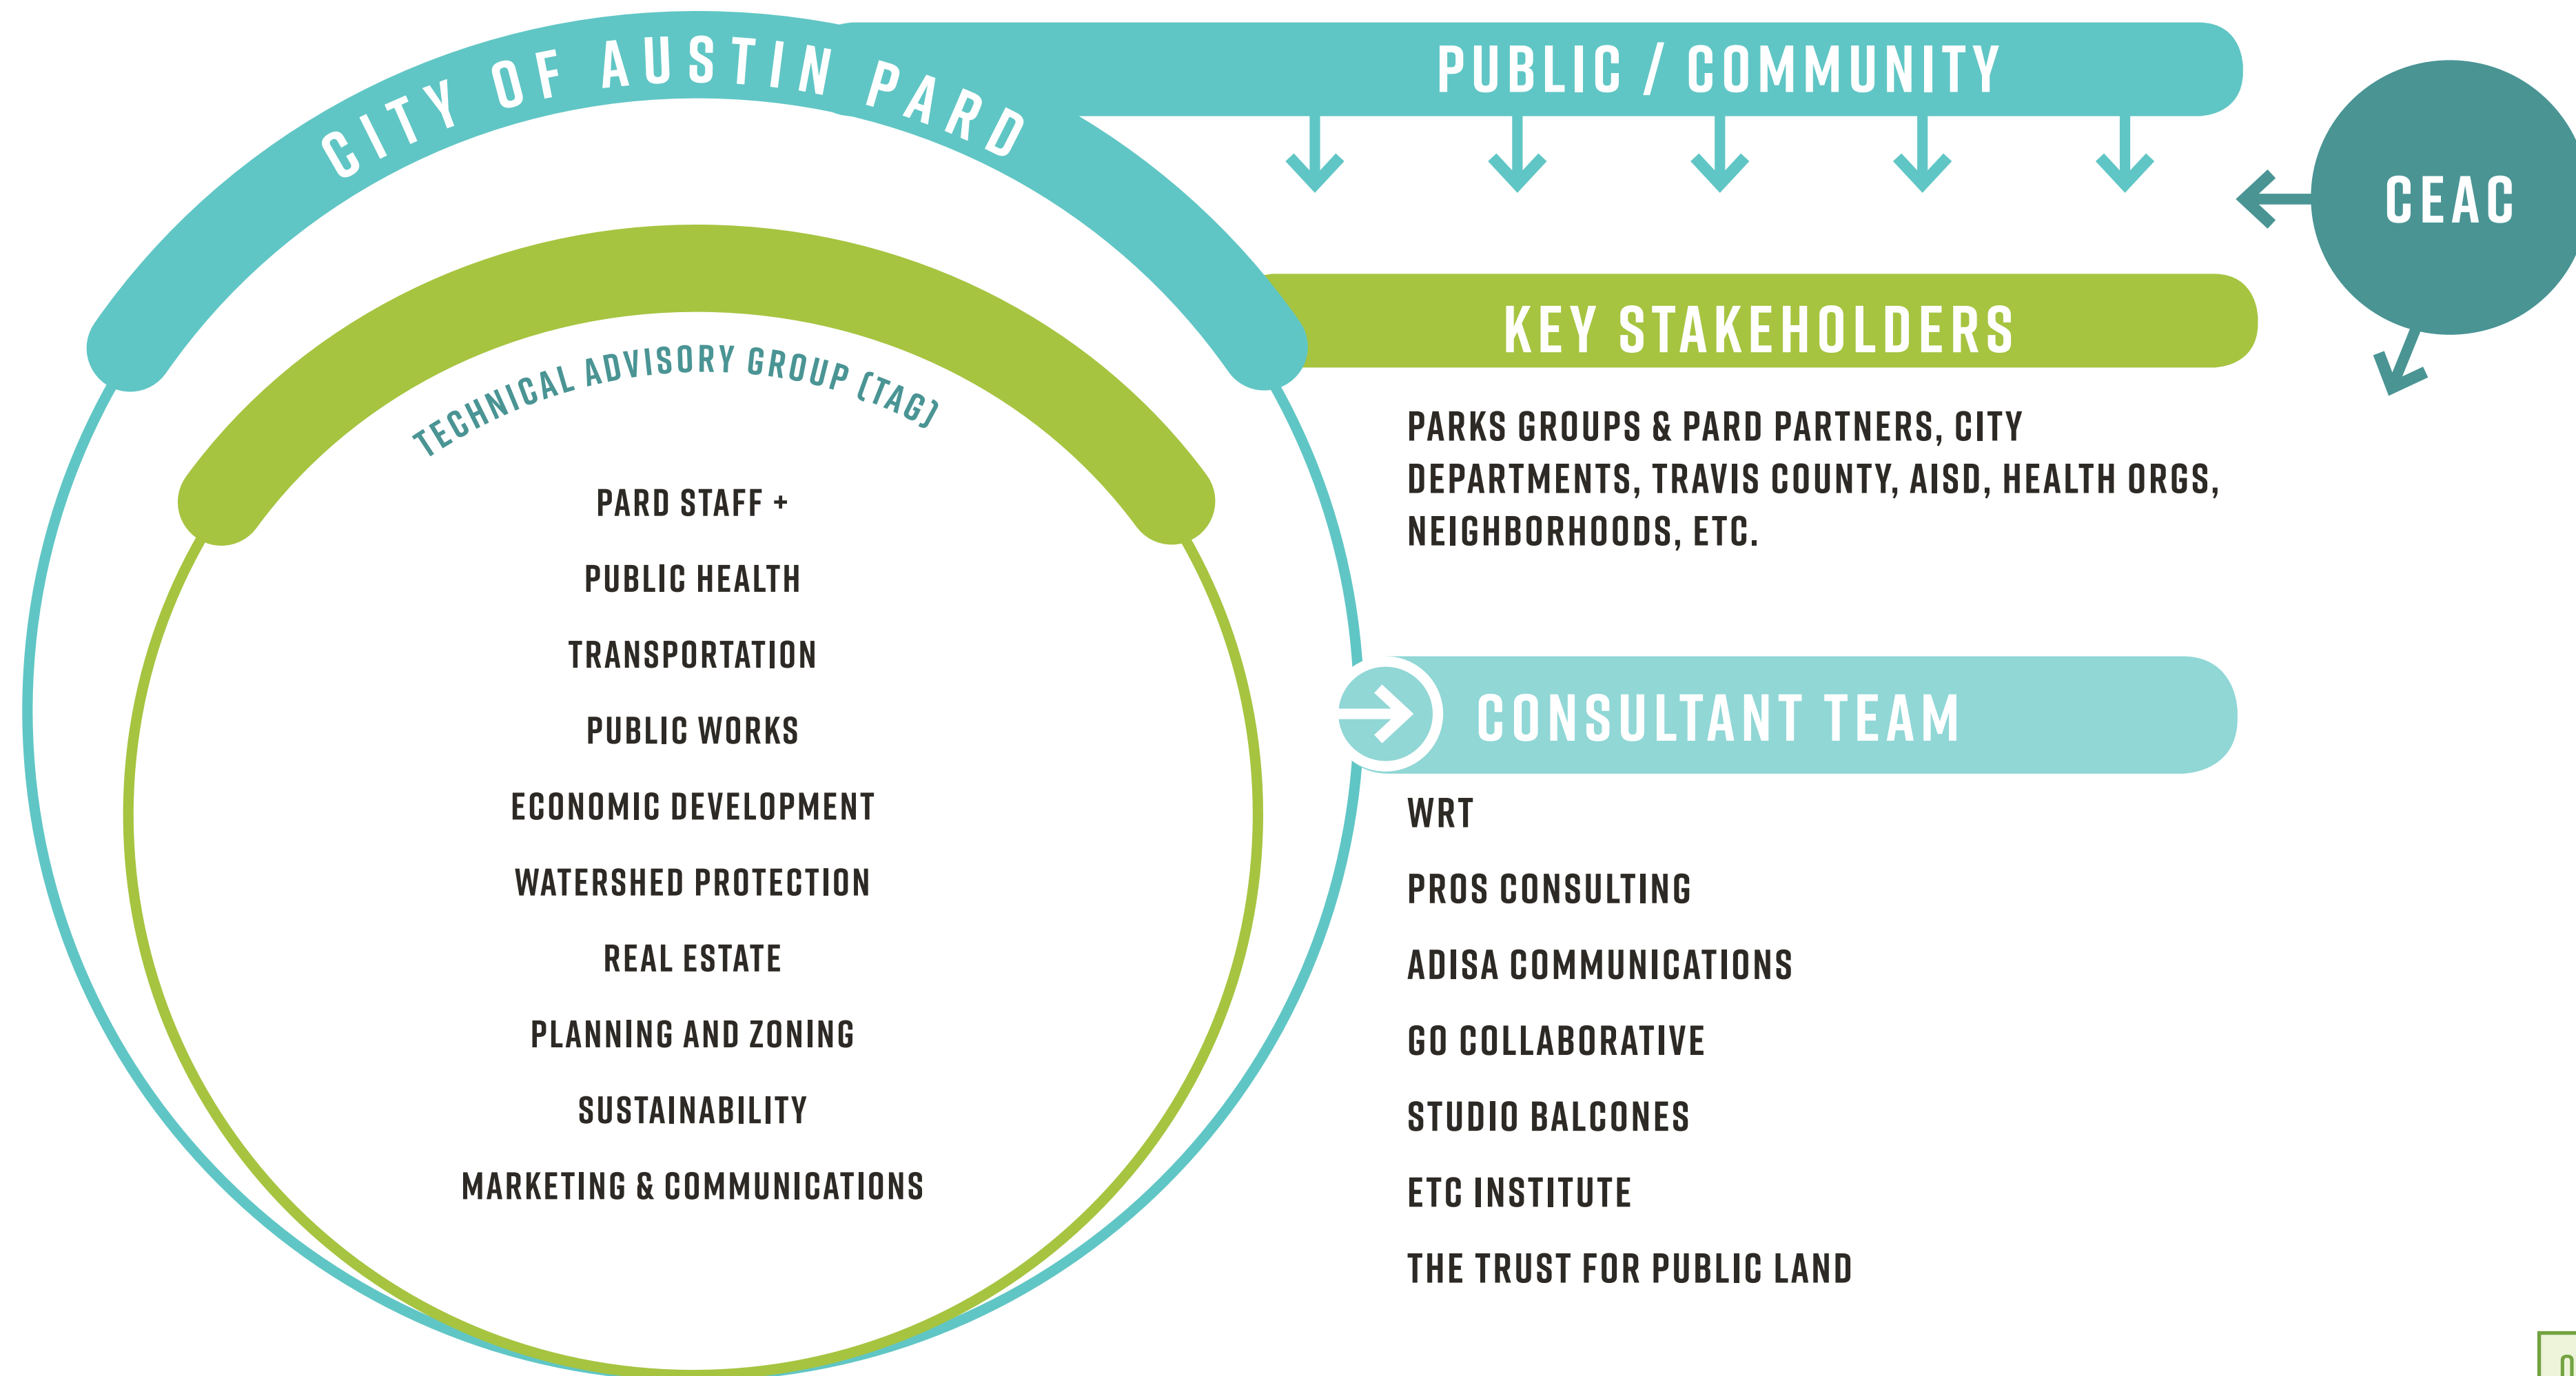 CITY OF AUSTIN PARD
PUBLIC / COMMUNITY
CEAC
KEY STAKEHOLDERS
PARKS GROUPS & PARD PARTNERS, CITY
DEPARTMENTS, TRAVIS COUNTY, AISD, HEALTH ORGS,
NEIGHBORHOODS, ETC.
TECHNICAL ADVISORY GROUP (TAG)
PARD STAFF +
PUBLIC HEALTH
TRANSPORTATION
PUBLIC WORKS
ECONOMIC DEVELOPMENT
WATERSHED PROTECTION
REAL ESTATE
PLANNING AND ZONING
SUSTAINABILITY
MARKETING & COMMUNICATIONS
CONSULTANT TEAM
WRT
PROS CONSULTING
ADISA COMMUNICATIONS
GO COLLABORATIVE
STUDIO BALCONES
ETC INSTITUTE
THE TRUST FOR PUBLIC LAND